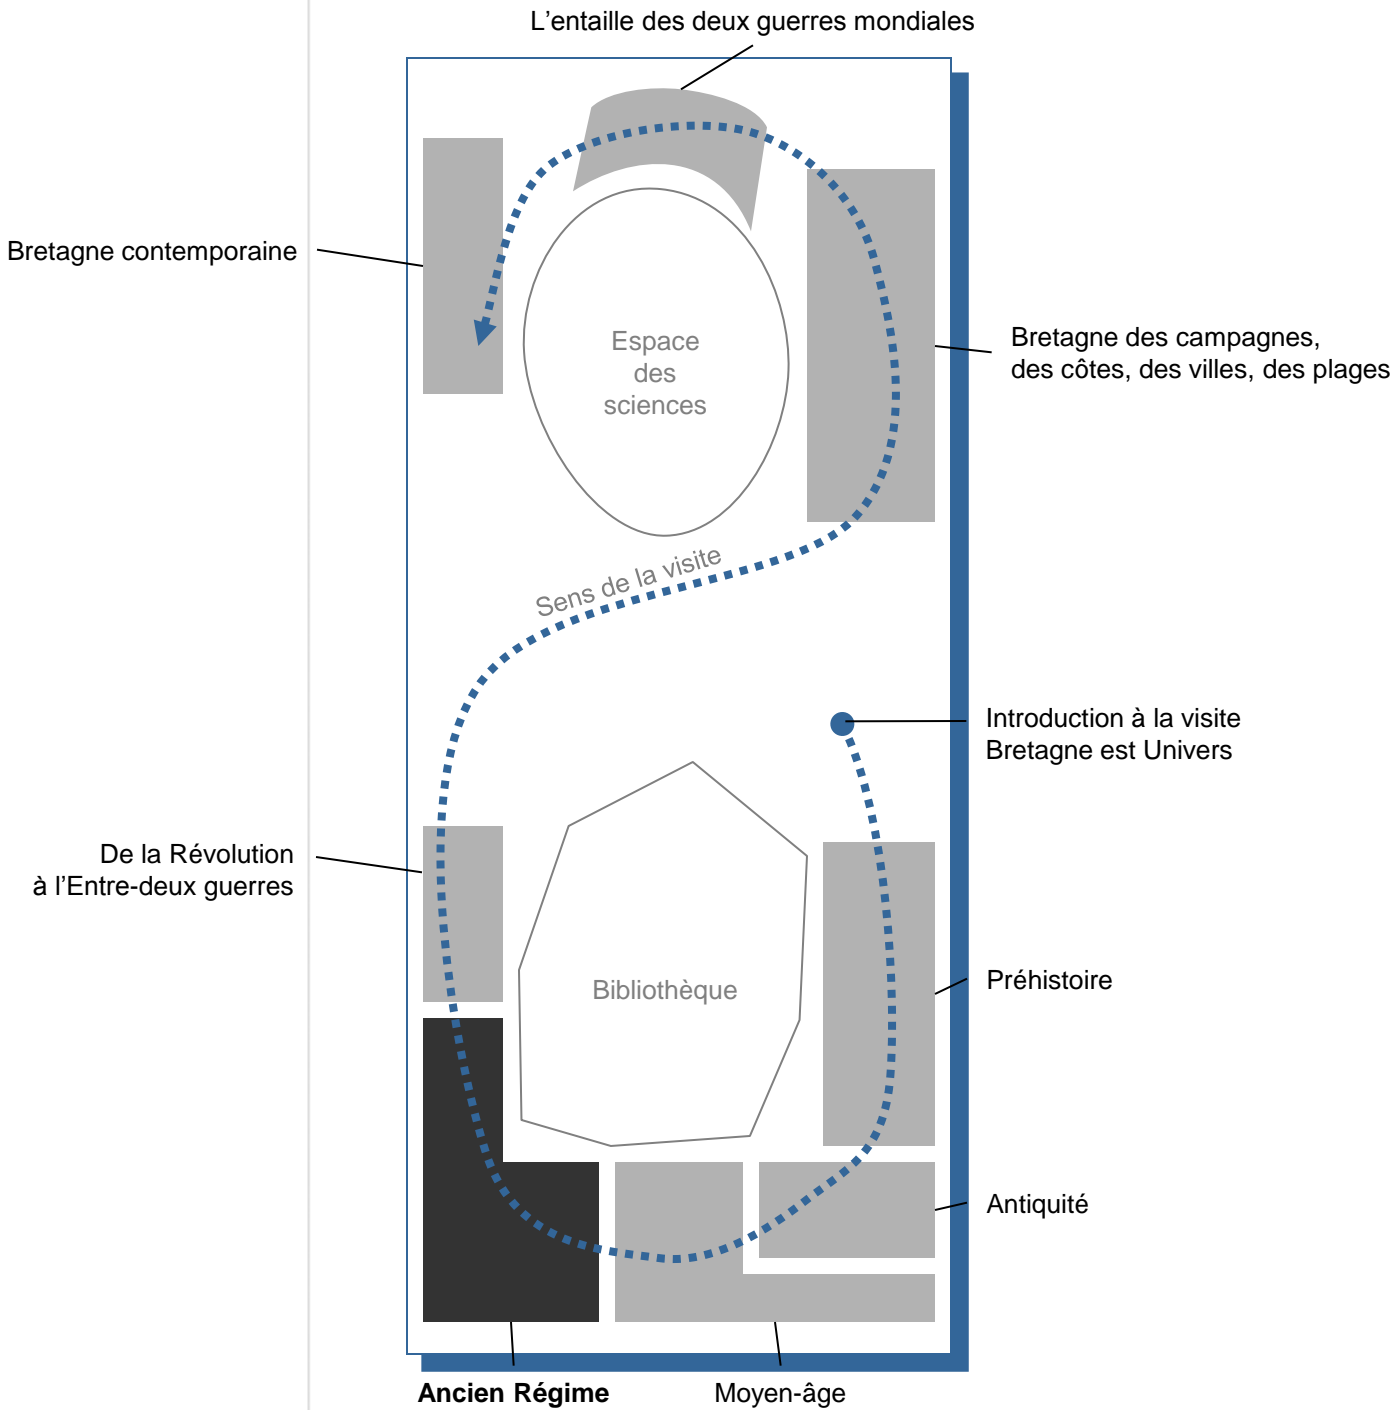 L'entaille des deux guerres mondiales
Bretagne contemporaine
Espace
des
sciences
Bretagne des campagnes,
des côtes, des villes, des plages
Sens de la visite
Introduction à la visite
Bretagne est Univers
De la Révolution
à l'Entre-deux guerres
Bibliothèque
Préhistoire
Antiquité
Ancien Régime
Moyen-âge